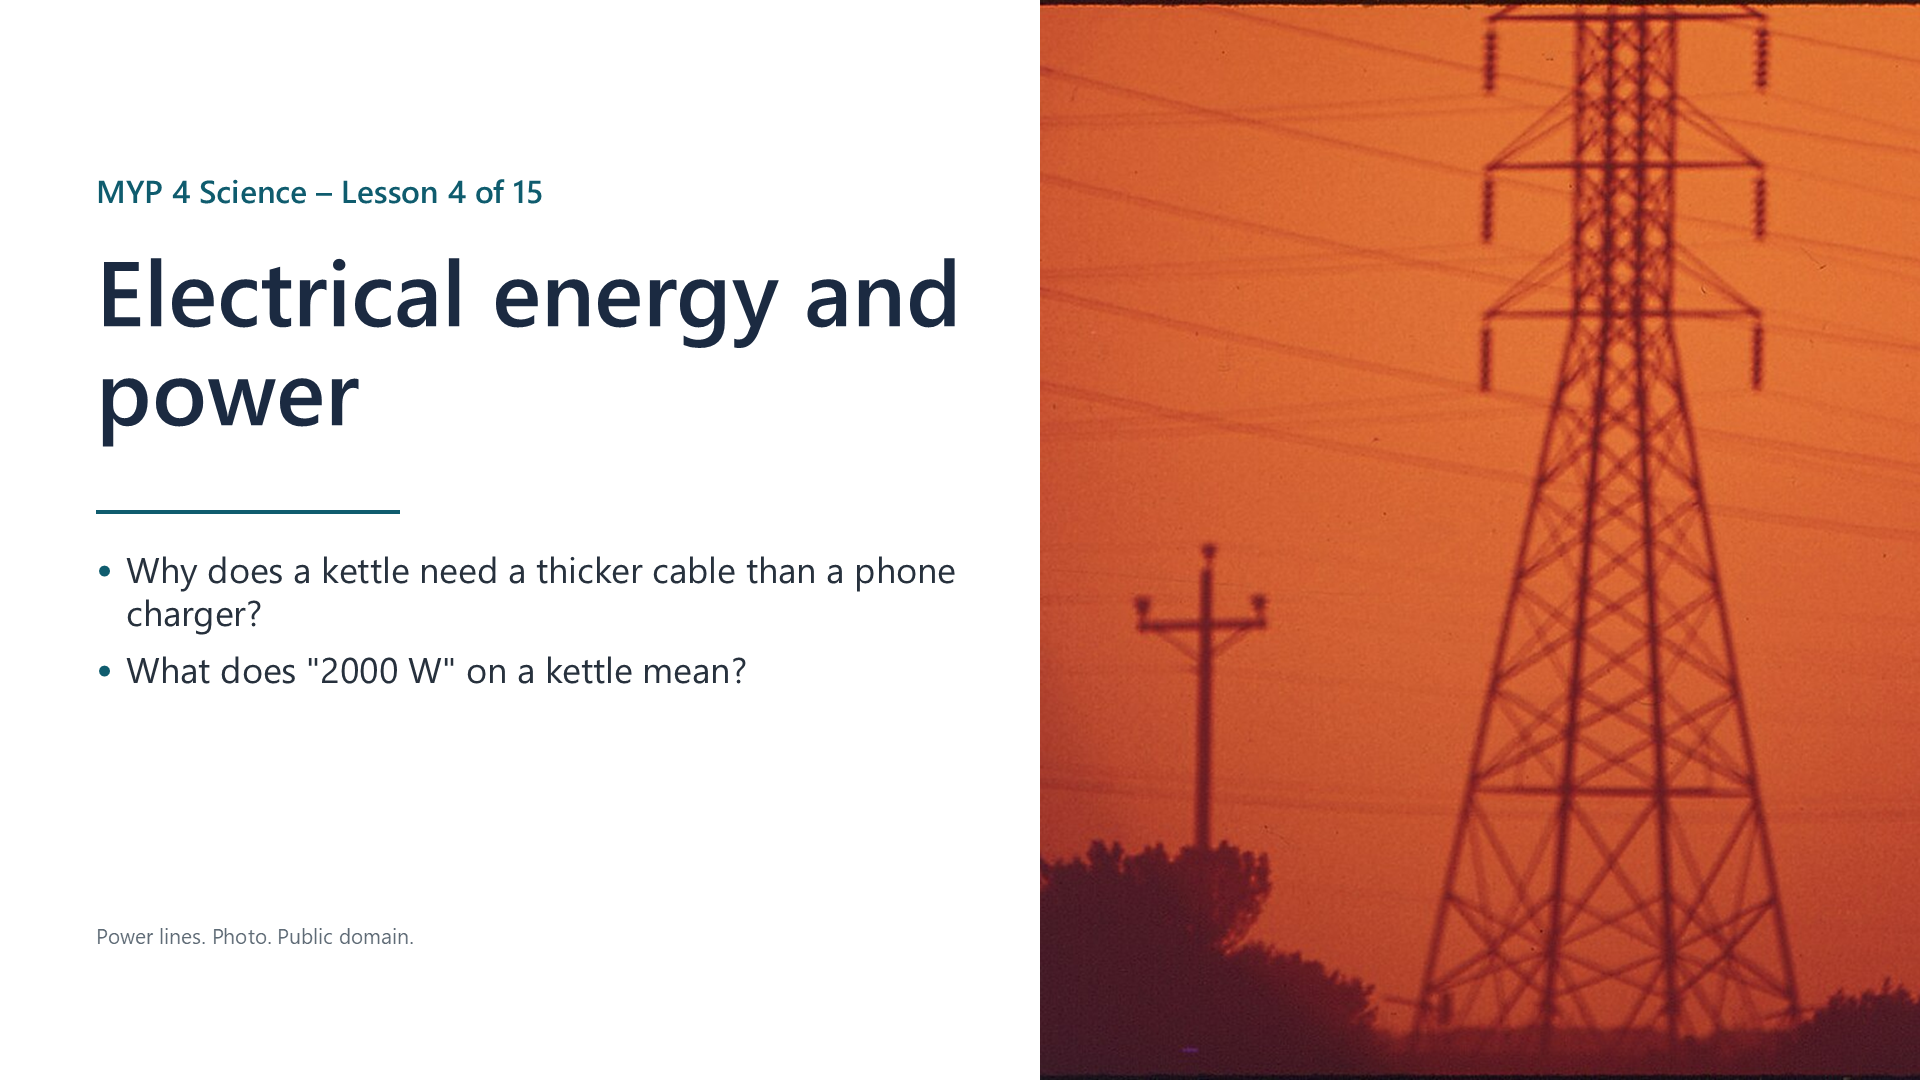 MYP 4 Science – Lesson 4 of 15
Electrical energy and
power
• Why does a kettle need a thicker cable than a phone
charger?
• What does "2000 W" on a kettle mean?
Power lines. Photo. Public domain.